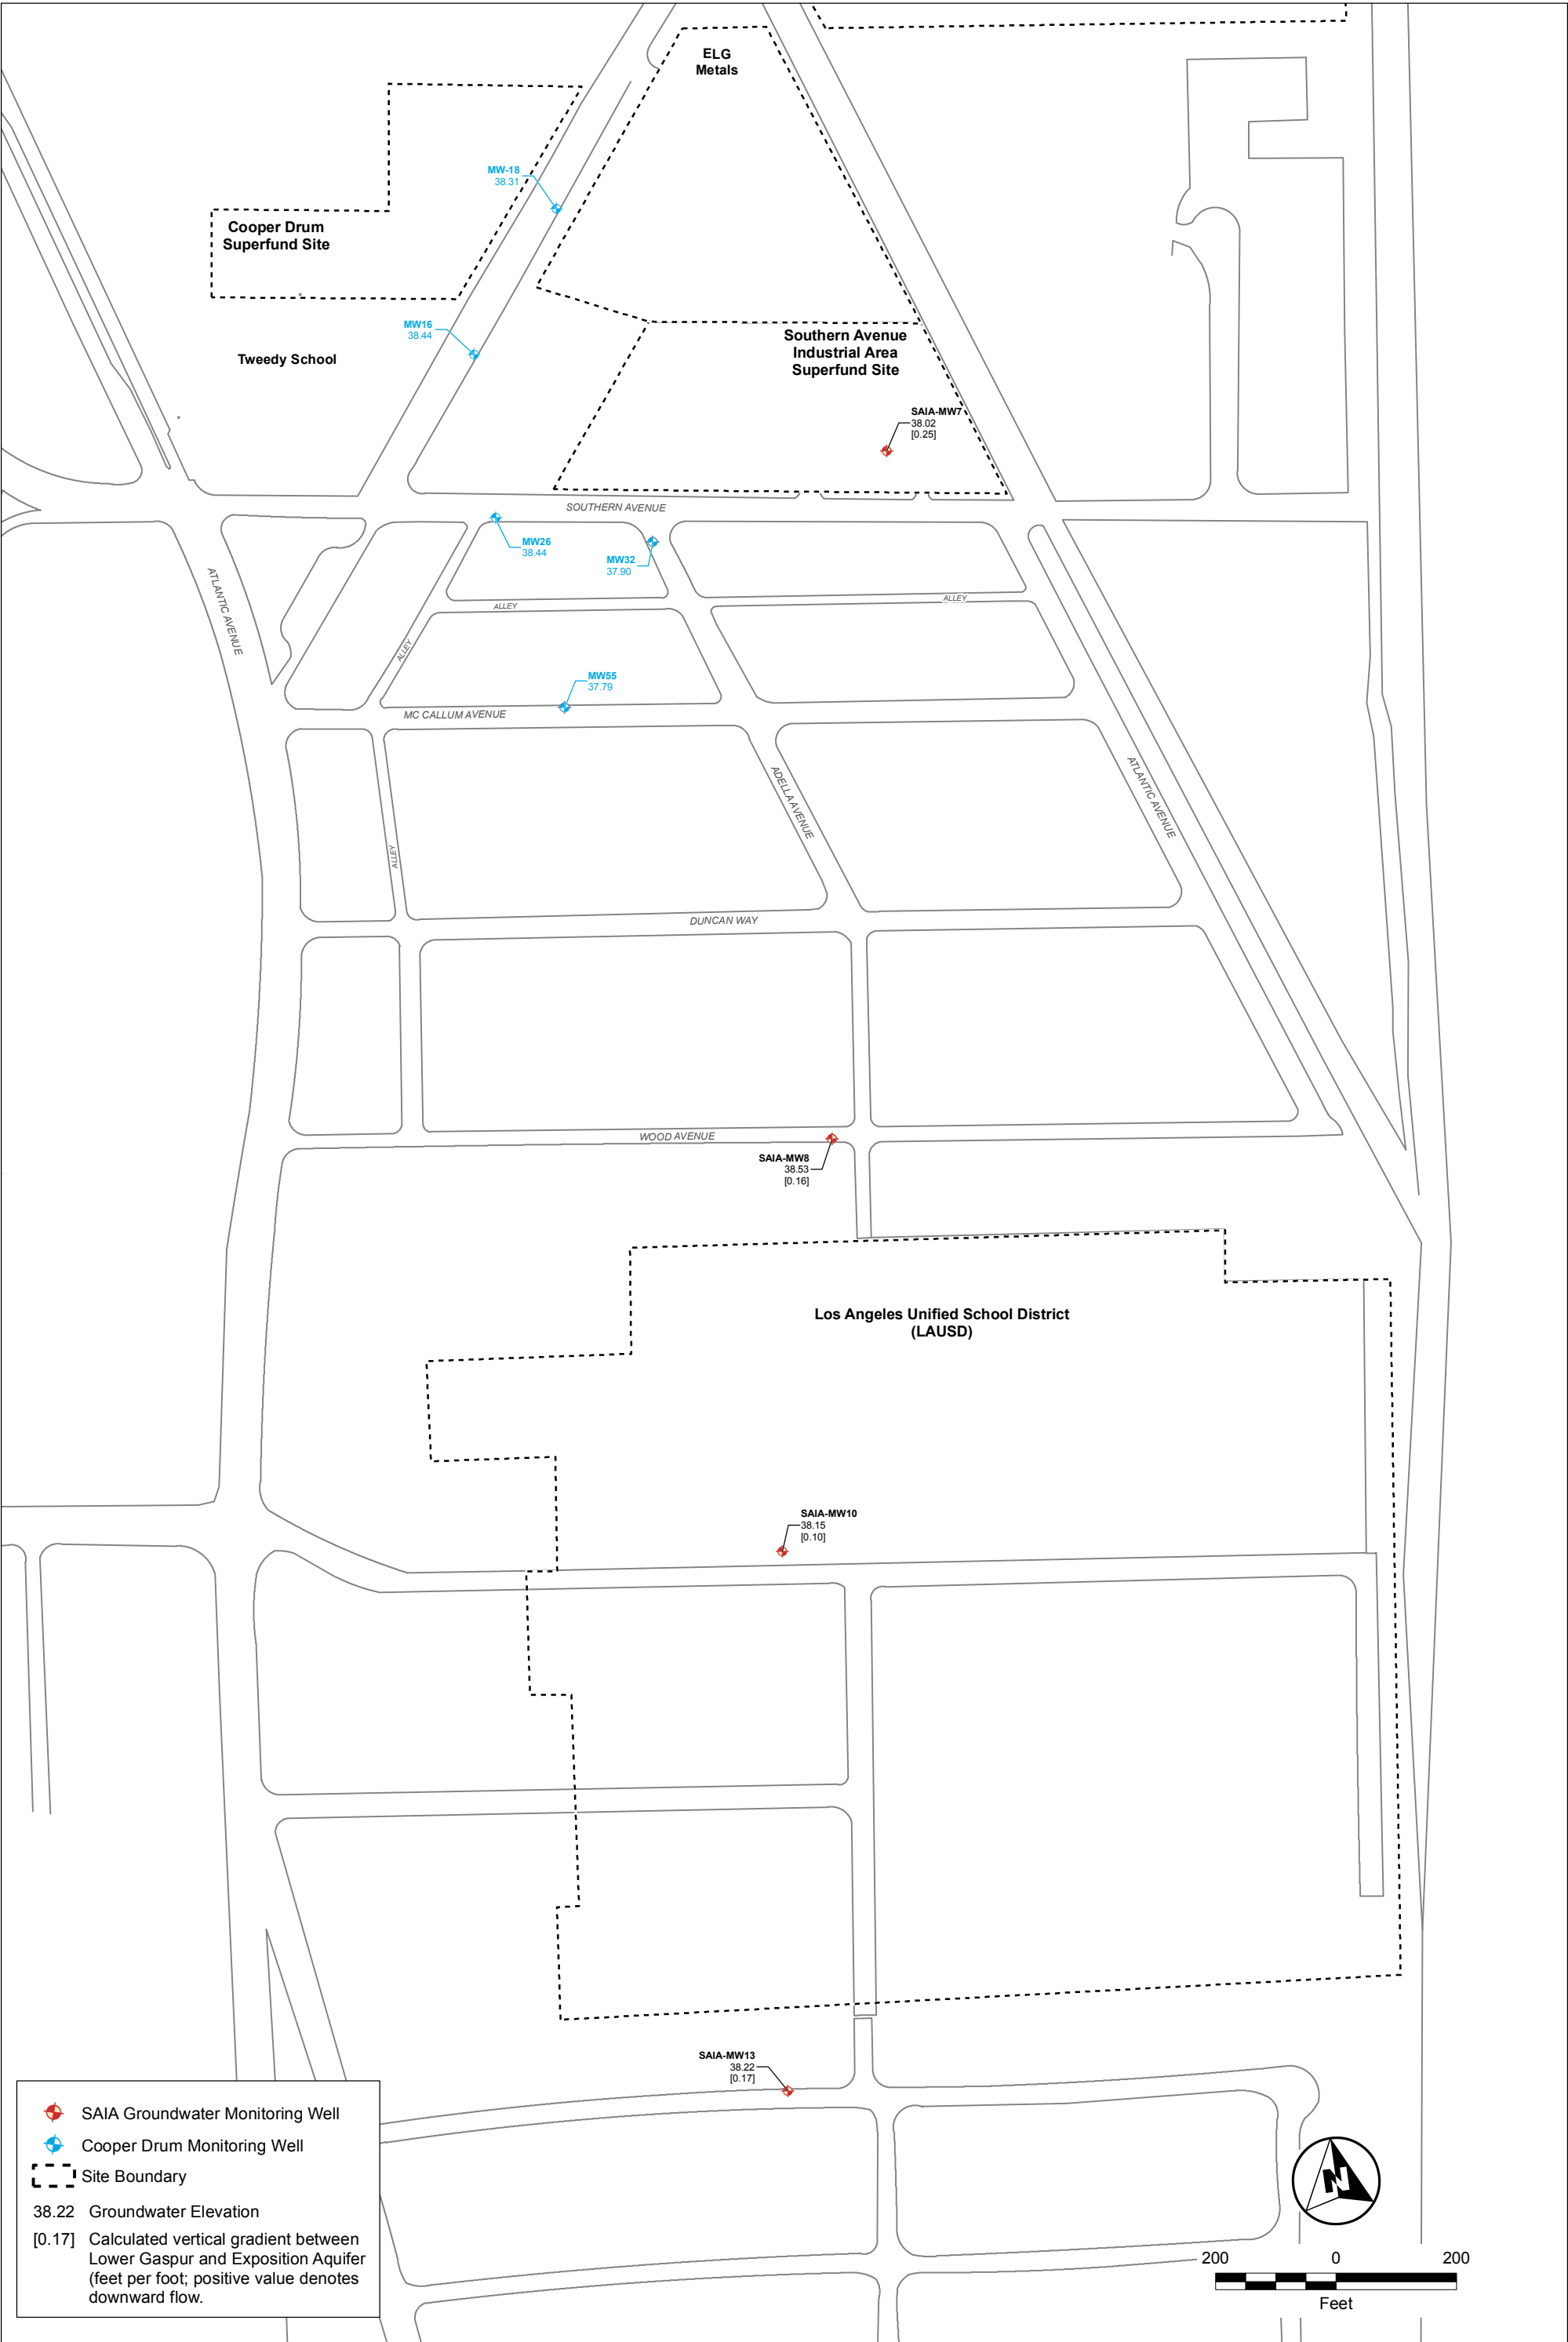 ELG
Metals
MW-18
38.31
Cooper Drum
Superfund Site
MW16
38.44
Tweedy School
Southern Avenue
Industrial Area
Superfund Site
SAIA-MW7
38.02
[0.25]
SOUTHERN AVENUE
MW26
38.44
MW32
37.90
ATLANTIC AVENUE
ALLEY
ALLEY
ALLEY
MW55
37.79
MC CALLUM AVENUE
ADELLA AVENUE
ATLANTIC AVENUE
ALLEY
DUNCAN WAY
WOOD AVENUE
SAIA-MW8
38.53
[0.16]
Los Angeles Unified School District
(LAUSD)
SAIA-MW10
38.15
[0.10]
SAIA-MW13
38.22
[0.17]
SAIA Groundwater Monitoring Well
Cooper Drum Monitoring Well
Site Boundary
38.22 Groundwater Elevation
[0.17] Calculated vertical gradient between
Lower Gaspur and Exposition Aquifer
(feet per foot; positive value denotes
downward flow.
N
200 0 200
Feet